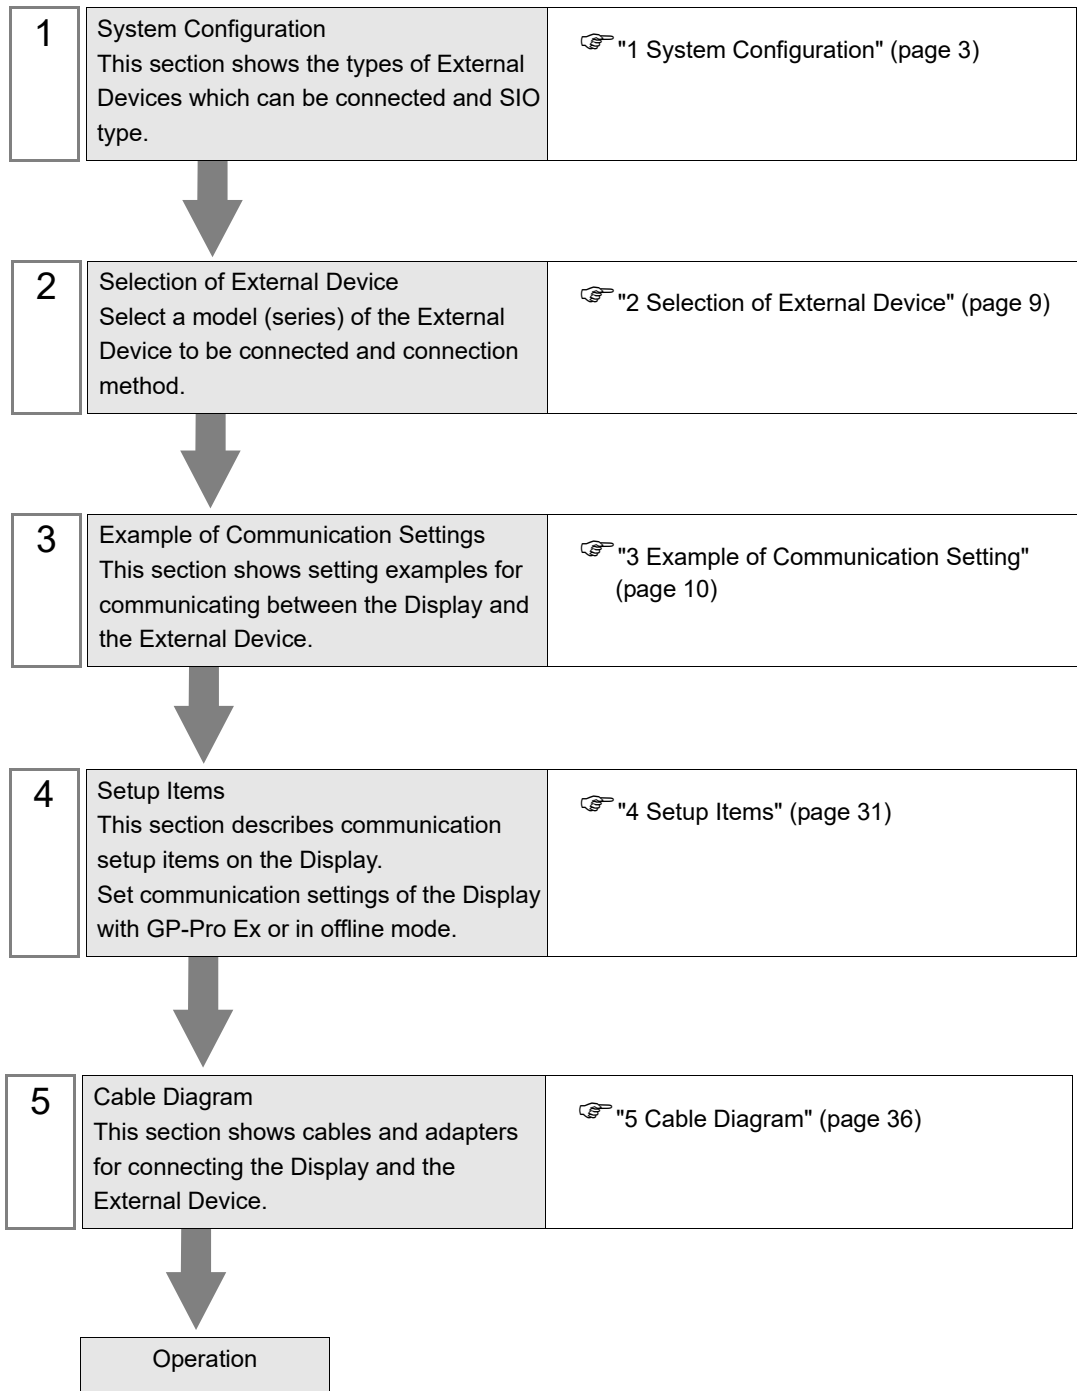 1
System Configuration
This section shows the types of External
Devices which can be connected and SIO
type.
"1 System Configuration" (page 3)
2
Selection of External Device
Select a model (series) of the External
Device to be connected and connection
method.
"2 Selection of External Device" (page 9)
3
Example of Communication Settings
This section shows setting examples for
communicating between the Display and
the External Device.
"3 Example of Communication Setting"
(page 10)
4
Setup Items
This section describes communication
setup items on the Display.
Set communication settings of the Display
with GP-Pro Ex or in offline mode.
"4 Setup Items" (page 31)
5
Cable Diagram
This section shows cables and adapters
for connecting the Display and the
External Device.
"5 Cable Diagram" (page 36)
Operation